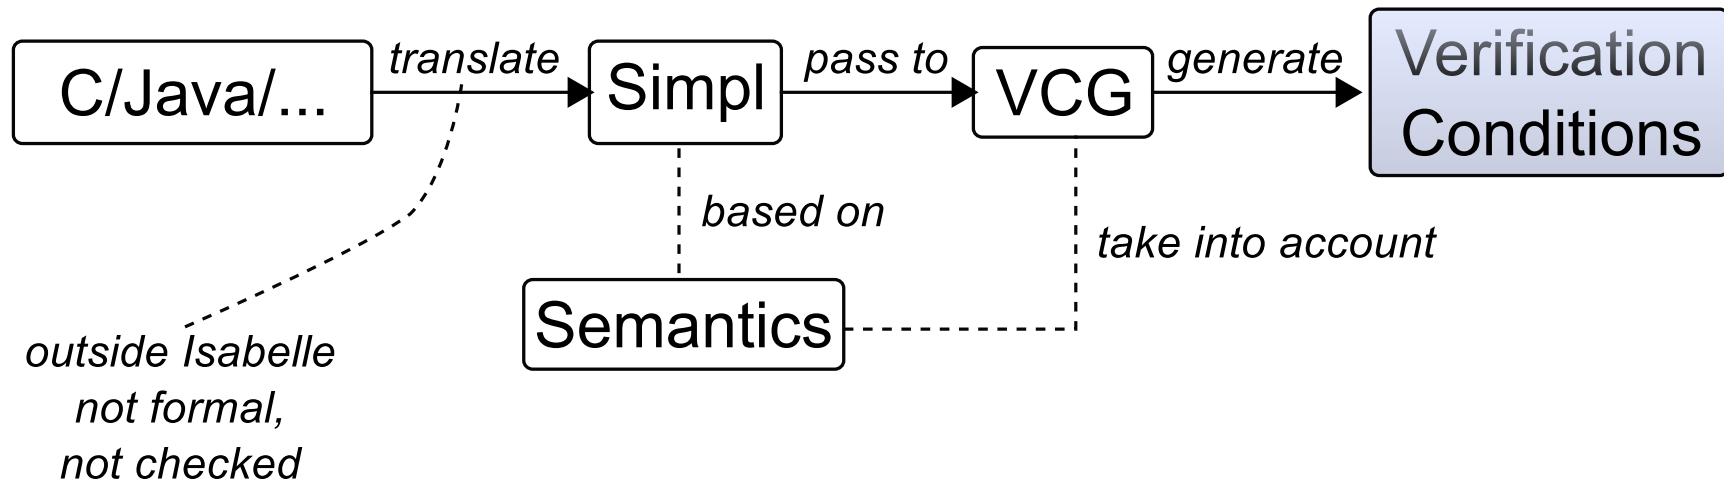 C/Java/...
translate
Simpl
pass to
VCG
generate
Verification
Conditions
based on
take into account
Semantics
outside Isabelle
not formal,
not checked